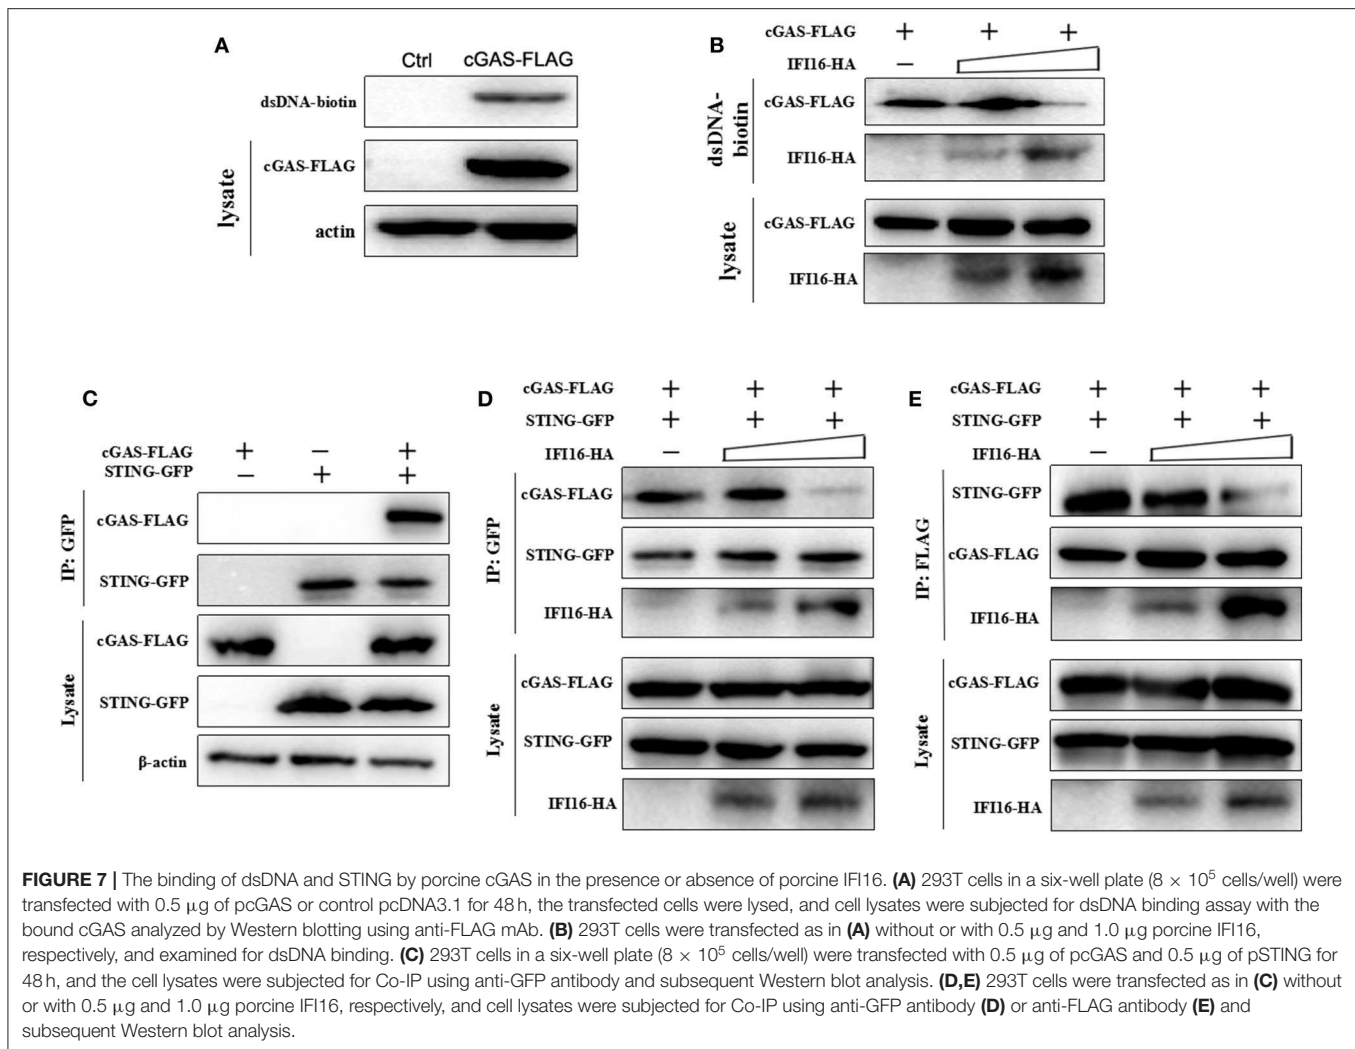 A
Ctrl cGAS-FLAG
dsDNA-biotin
lysate
cGAS-FLAG
actin
B
cGAS-FLAG + + +
IFI16-HA −
dsDNA-
biotin
cGAS-FLAG
IFI16-HA
lysate
cGAS-FLAG
IFI16-HA
C
cGAS-FLAG + − +
STING-GFP − + +
IP: GFP
cGAS-FLAG
STING-GFP
Lysate
cGAS-FLAG
STING-GFP
β-actin
D
cGAS-FLAG + + +
STING-GFP + + +
IFI16-HA −
IP: GFP
cGAS-FLAG
STING-GFP
IFI16-HA
Lysate
cGAS-FLAG
STING-GFP
IFI16-HA
E
cGAS-FLAG + + +
STING-GFP + + +
IFI16-HA −
IP: FLAG
STING-GFP
cGAS-FLAG
IFI16-HA
Lysate
cGAS-FLAG
STING-GFP
IFI16-HA
FIGURE 7 | The binding of dsDNA and STING by porcine cGAS in the presence or absence of porcine IFI16. (A) 293T cells in a six-well plate (8 × 10⁵ cells/well) were
transfected with 0.5 μg of pcGAS or control pcDNA3.1 for 48 h, the transfected cells were lysed, and cell lysates were subjected for dsDNA binding assay with the
bound cGAS analyzed by Western blotting using anti-FLAG mAb. (B) 293T cells were transfected as in (A) without or with 0.5 μg and 1.0 μg porcine IFI16,
respectively, and examined for dsDNA binding. (C) 293T cells in a six-well plate (8 × 10⁵ cells/well) were transfected with 0.5 μg of pcGAS and 0.5 μg of pSTING for
48 h, and the cell lysates were subjected for Co-IP using anti-GFP antibody and subsequent Western blot analysis. (D,E) 293T cells were transfected as in (C) without
or with 0.5 μg and 1.0 μg porcine IFI16, respectively, and cell lysates were subjected for Co-IP using anti-GFP antibody (D) or anti-FLAG antibody (E) and
subsequent Western blot analysis.